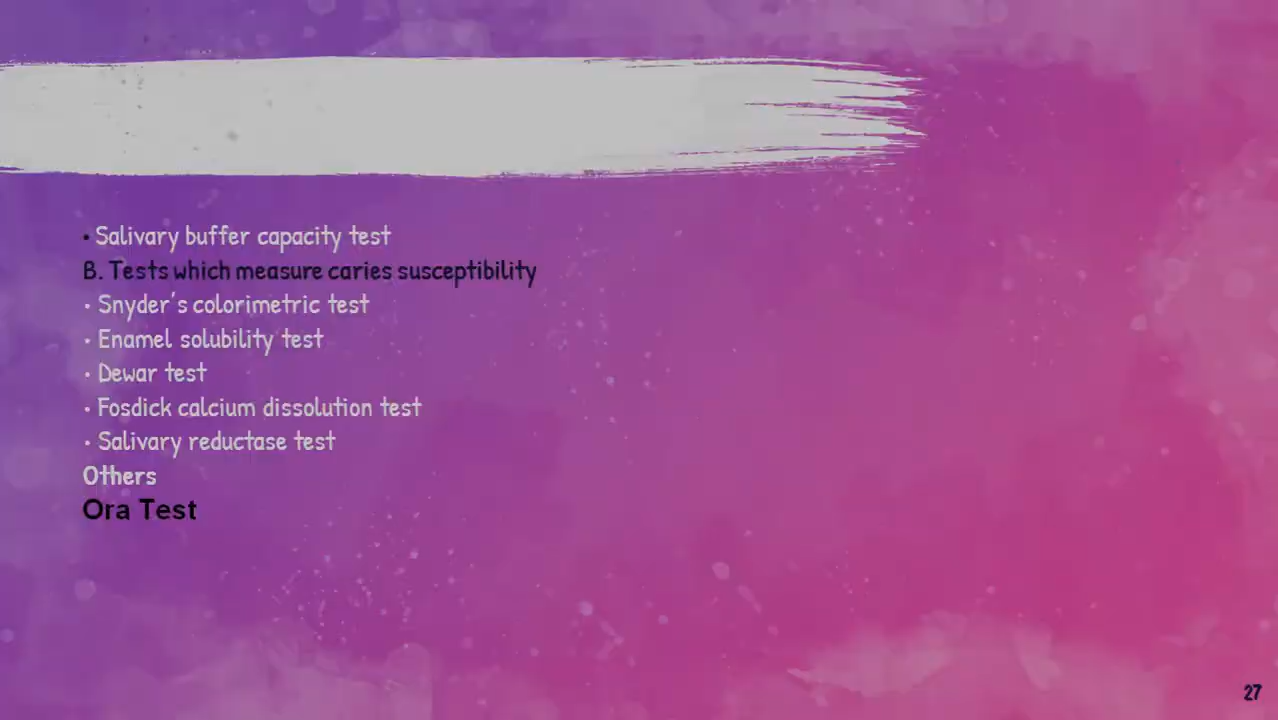 • Salivary buffer capacity test
B. Tests which measure caries susceptibility
• Snyder's colorimetric test
• Enamel solubility test
• Dewar test
• Fosdick calcium dissolution test
• Salivary reductase test
Others
Ora Test
27